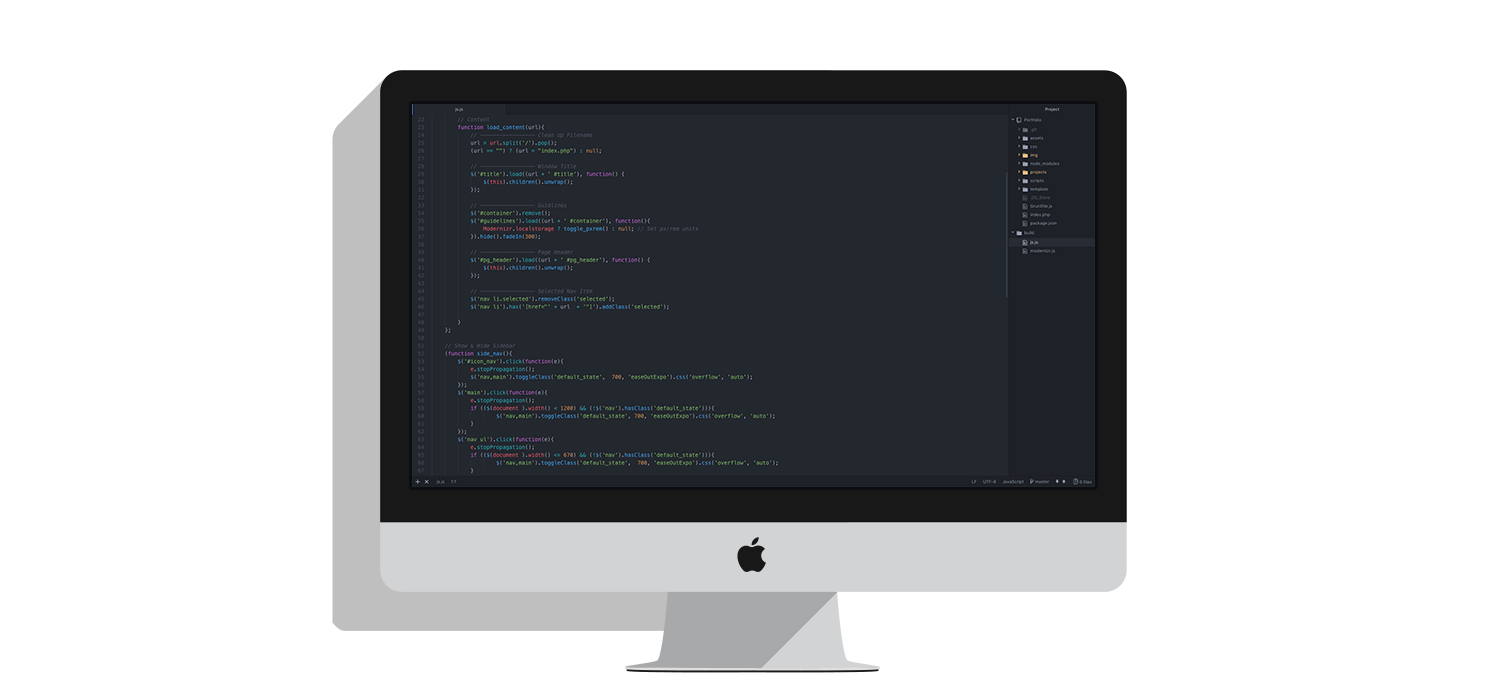 js.js
22 // Content
23 function load_content(url){
24 // Clean Up Filename
25 url = url.split('/').pop();
26 (url == "") ? (url = "index.php") : null;
27
28 // Window Title
29 $('#title').load((url + ' #title'), function() {
30 $(this).children().unwrap();
31 });
32
33 // Guidlines
34 $('#container').remove();
35 $('#guidelines').load((url + ' #container'), function(){
36 Modernizr.localstorage ? toggle_pxrem() : null; // Set px/rem units
37 }).hide().fadeIn(300);
38
39 // Page Header
40 $('#pg_header').load((url + ' #pg_header'), function() {
41 $(this).children().unwrap();
42 });
43
44 // Selected Nav Item
45 $('nav li.selected').removeClass('selected');
46 $('nav li').has('[href="' + url + '"]').addClass('selected');
47
48 }
49 };
50
51 // Show & Hide Sidebar
52 (function side_nav(){
53 $('#icon_nav').click(function(e){
54 e.stopPropagation();
55 $('nav,main').toggleClass('default_state', 700, 'easeOutExpo').css('overflow', 'auto');
56 });
57 $('main').click(function(e){
58 e.stopPropagation();
59 if (($(document ).width() < 1200) && (!$('nav').hasClass('default_state'))){
60 $('nav,main').toggleClass('default_state', 700, 'easeOutExpo').css('overflow', 'auto');
61 }
62 });
63 $('nav ul').click(function(e){
64 e.stopPropagation();
65 if (($(document ).width() <= 670) && (!$('nav').hasClass('default_state'))){
66 $('nav,main').toggleClass('default_state', 700, 'easeOutExpo').css('overflow', 'auto');
67 }
Project
Portfolio
.git
assets
css
img
node_modules
projects
scripts
template
.DS_Store
Gruntfile.js
index.php
package.json
build
js.js
modernizr.js
js.js 1:1
LF UTF-8 JavaScript master 0 files